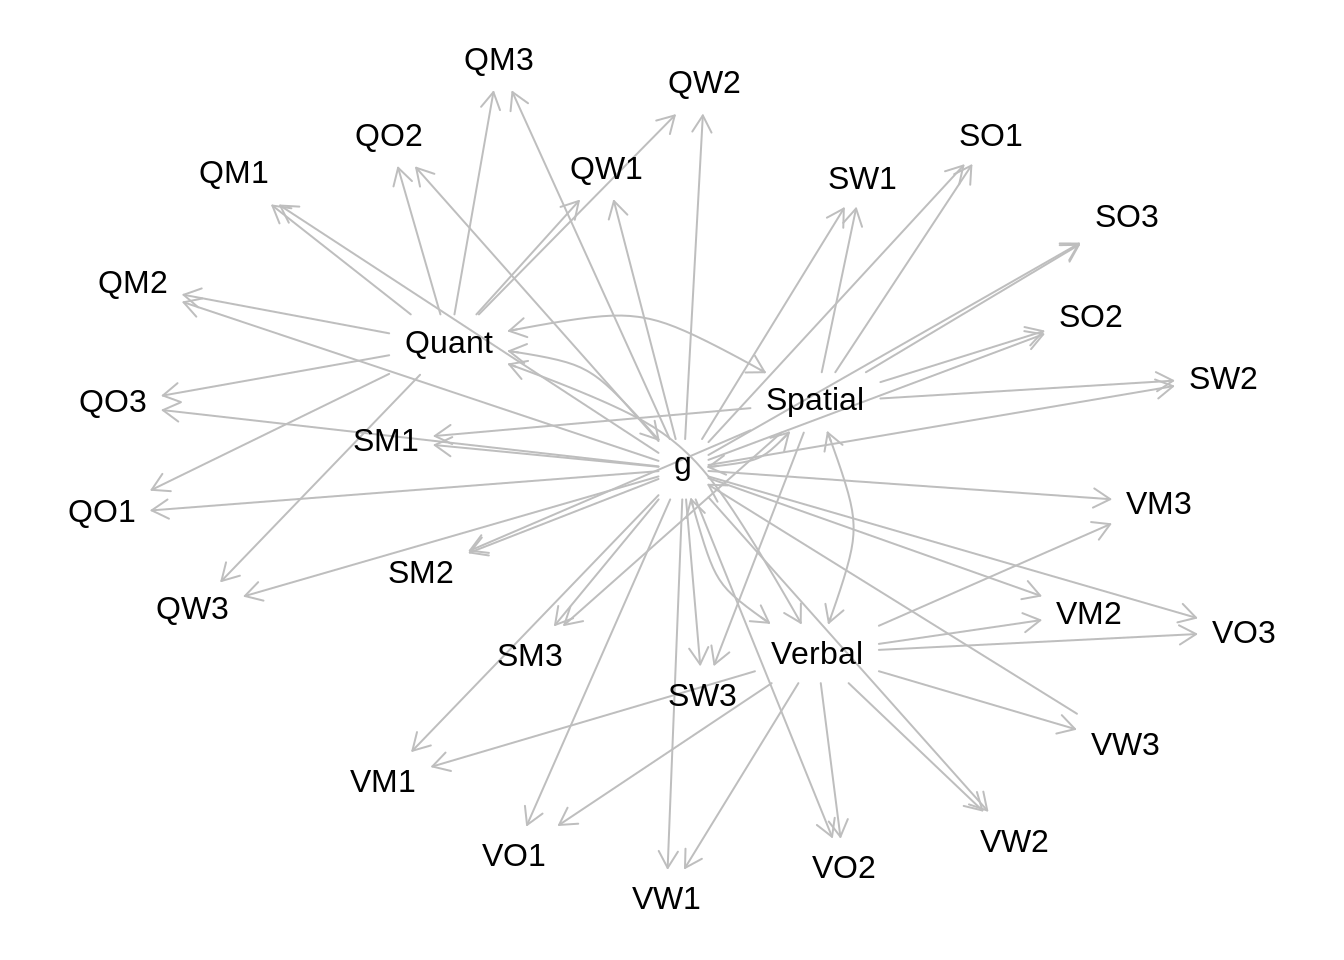 QM3
QW2
QO2
SO1
QW1
QM1
SW1
SO3
QM2
SO2
Quant
SW2
Spatial
QO3
SM1
g
VM3
QO1
SM2
QW3
VM2
VO3
Verbal
SM3
SW3
VW3
VM1
VW2
VO1
VO2
VW1